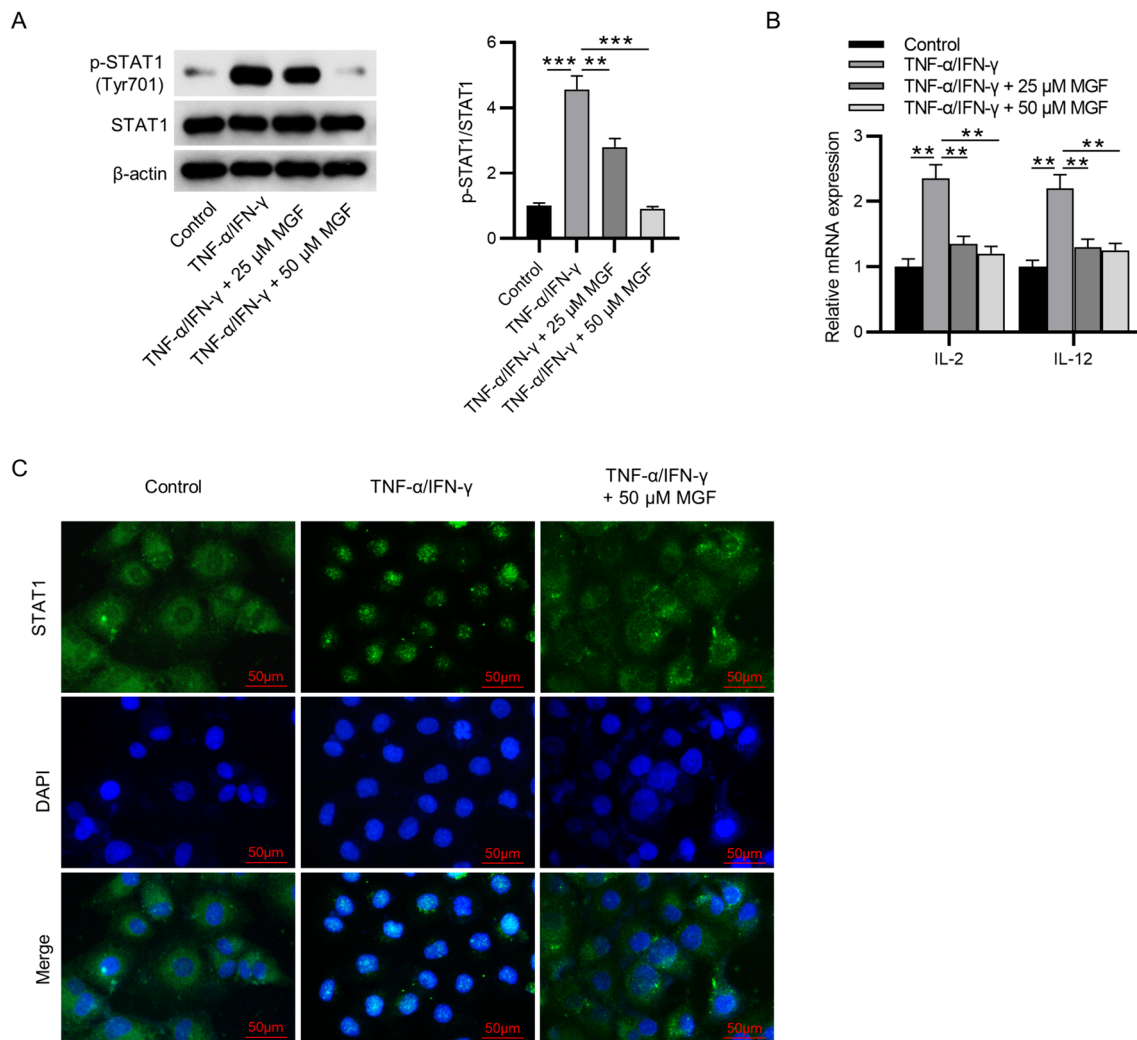 A
p-STAT1
(Tyr701)
STAT1
β-actin
Control
TNF-α/IFN-γ
TNF-α/IFN-γ + 25 µM MGF
TNF-α/IFN-γ + 50 µM MGF
p-STAT1/STAT1
6
4
2
0
***
**
***
Control
TNF-α/IFN-γ
TNF-α/IFN-γ + 25 µM MGF
TNF-α/IFN-γ + 50 µM MGF
B
Control
TNF-α/IFN-γ
TNF-α/IFN-γ + 25 µM MGF
TNF-α/IFN-γ + 50 µM MGF
Relative mRNA expression
3
2
1
0
**
**
**
**
**
**
IL-2
IL-12
C
Control
TNF-α/IFN-γ
TNF-α/IFN-γ
+ 50 µM MGF
STAT1
50µm
50µm
50µm
DAPI
50µm
50µm
50µm
Merge
50µm
50µm
50µm